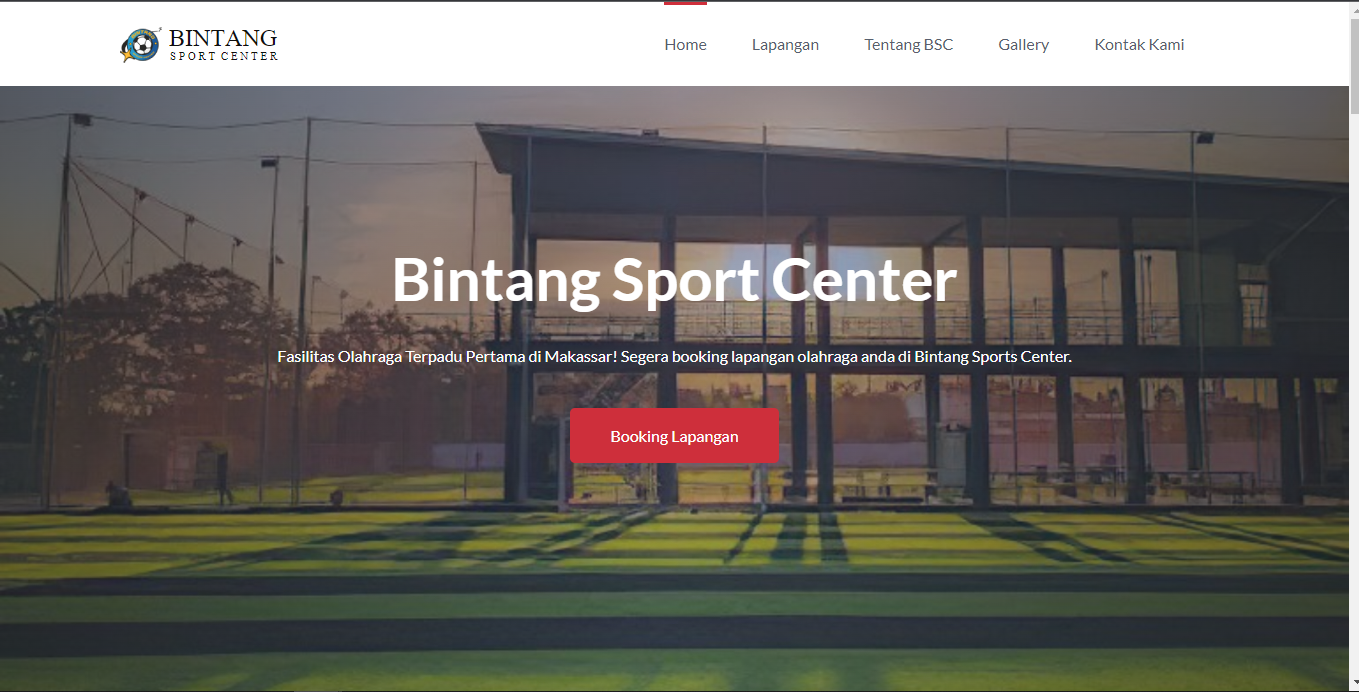 BINTANG
SPORT CENTER
Home Lapangan Tentang BSC Gallery Kontak Kami
Bintang Sport Center
Fasilitas Olahraga Terpadu Pertama di Makassar! Segera booking lapangan olahraga anda di Bintang Sports Center.
Booking Lapangan